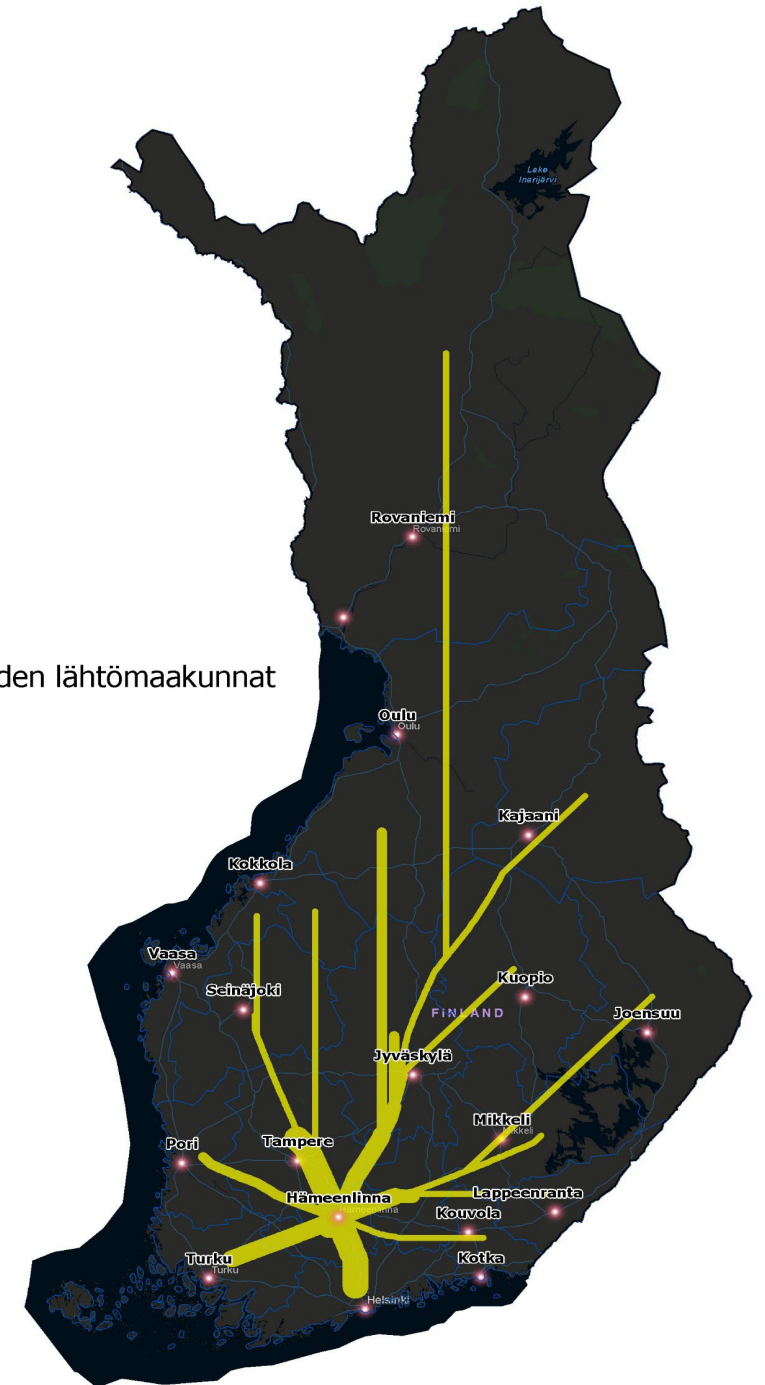 Lake
Inarijärvi
Rovaniemi
Rovaniemi
den lähtömaakunnat
Oulu
Oulu
Kajaani
Kokkola
Vaasa
Vaasa
Seinäjoki
Kuopio
FINLAND
Joensuu
Jyväskylä
Mikkeli
Mikkeli
Pori
Tampere
Hämeenlinna
Hämeenlinna
Lappeenranta
Kouvola
Turku
Turku
Kotka
Helsinki